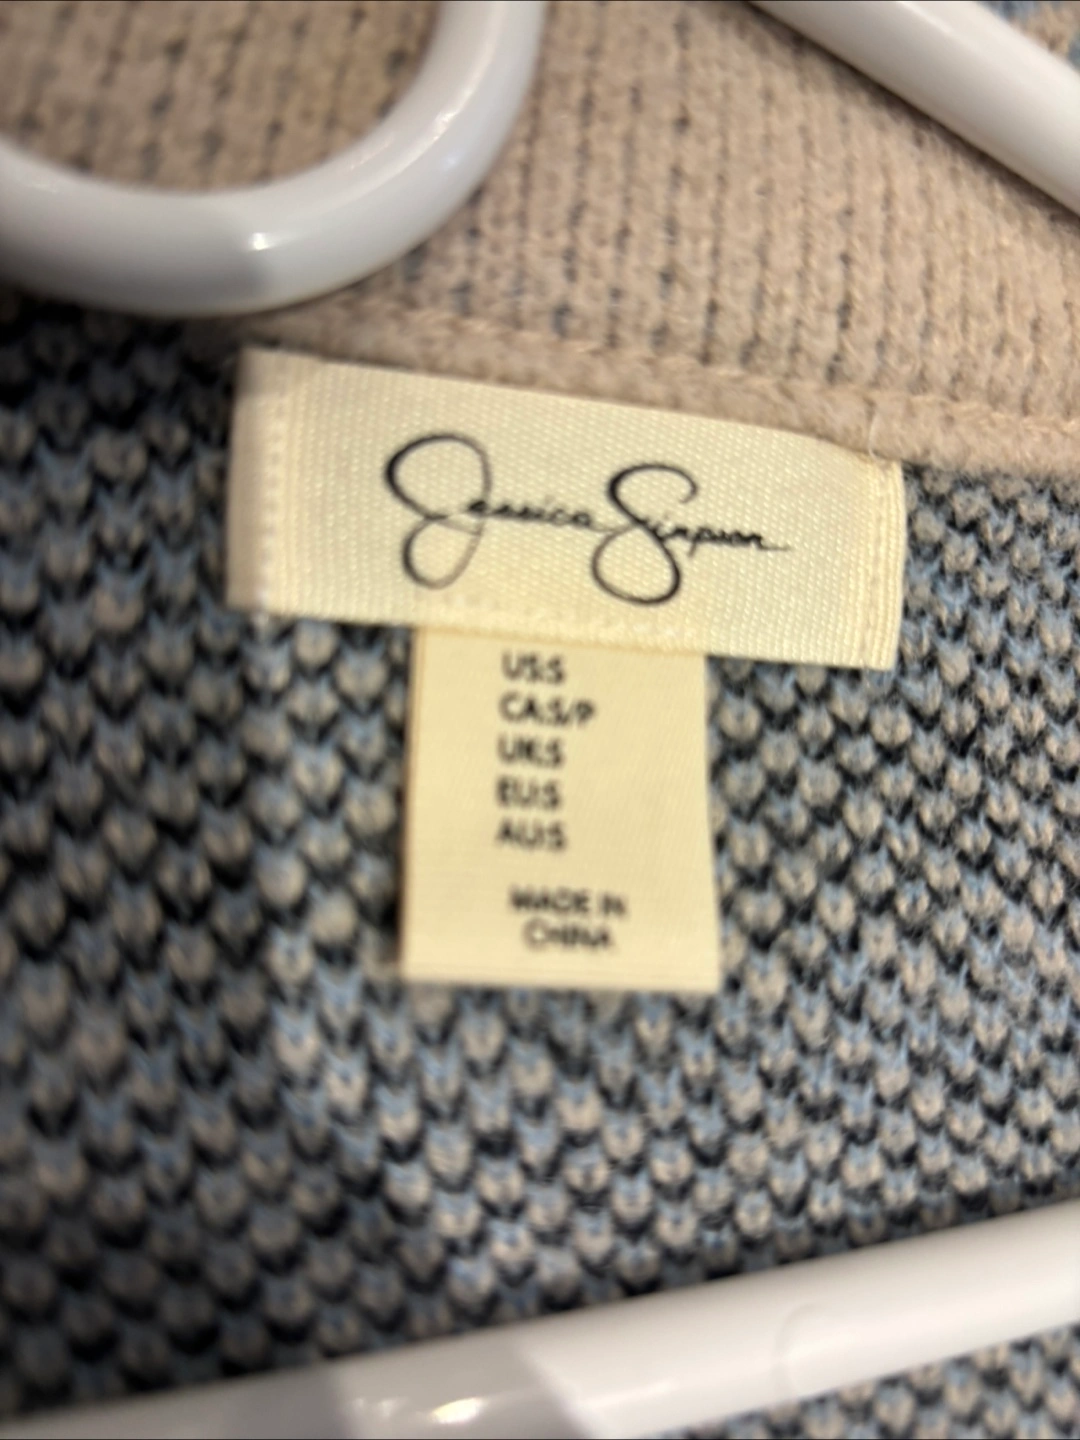 Jessica Simpson
US:S
CA:S/P
UK:S
EU:S
AU:S
MADE IN
CHINA